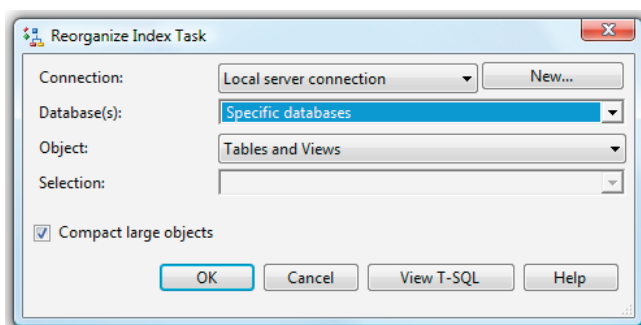 Reorganize Index Task
Connection: Local server connection New...
Database(s): Specific databases
Object: Tables and Views
Selection:
Compact large objects
OK Cancel View T-SQL Help